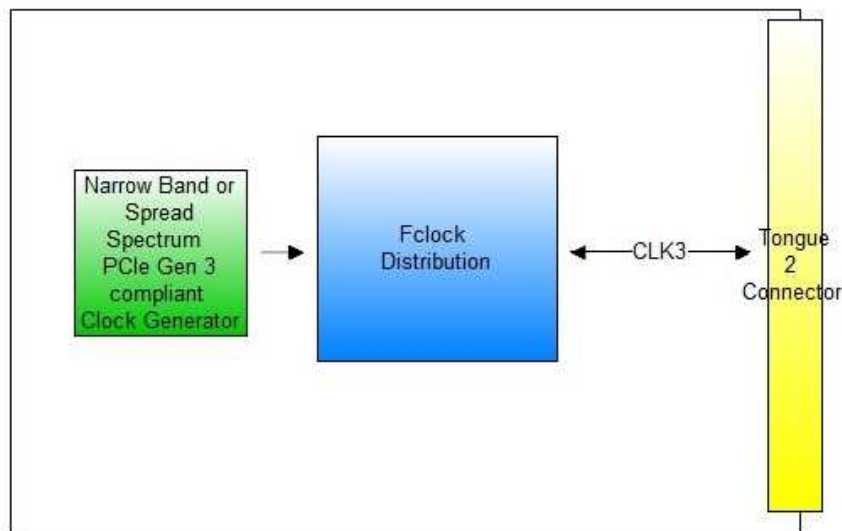 Narrow Band or
Spread
Spectrum
PCIe Gen 3
compliant
Clock Generator
Fclock
Distribution
CLK3
Tongue
2
Connector